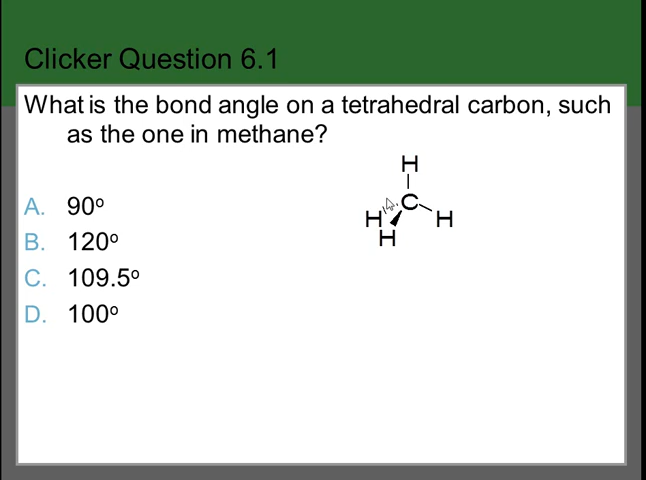 Clicker Question 6.1
What is the bond angle on a tetrahedral carbon, such
as the one in methane?
H
C
H H
H
A. 90º
B. 120º
C. 109.5º
D. 100º